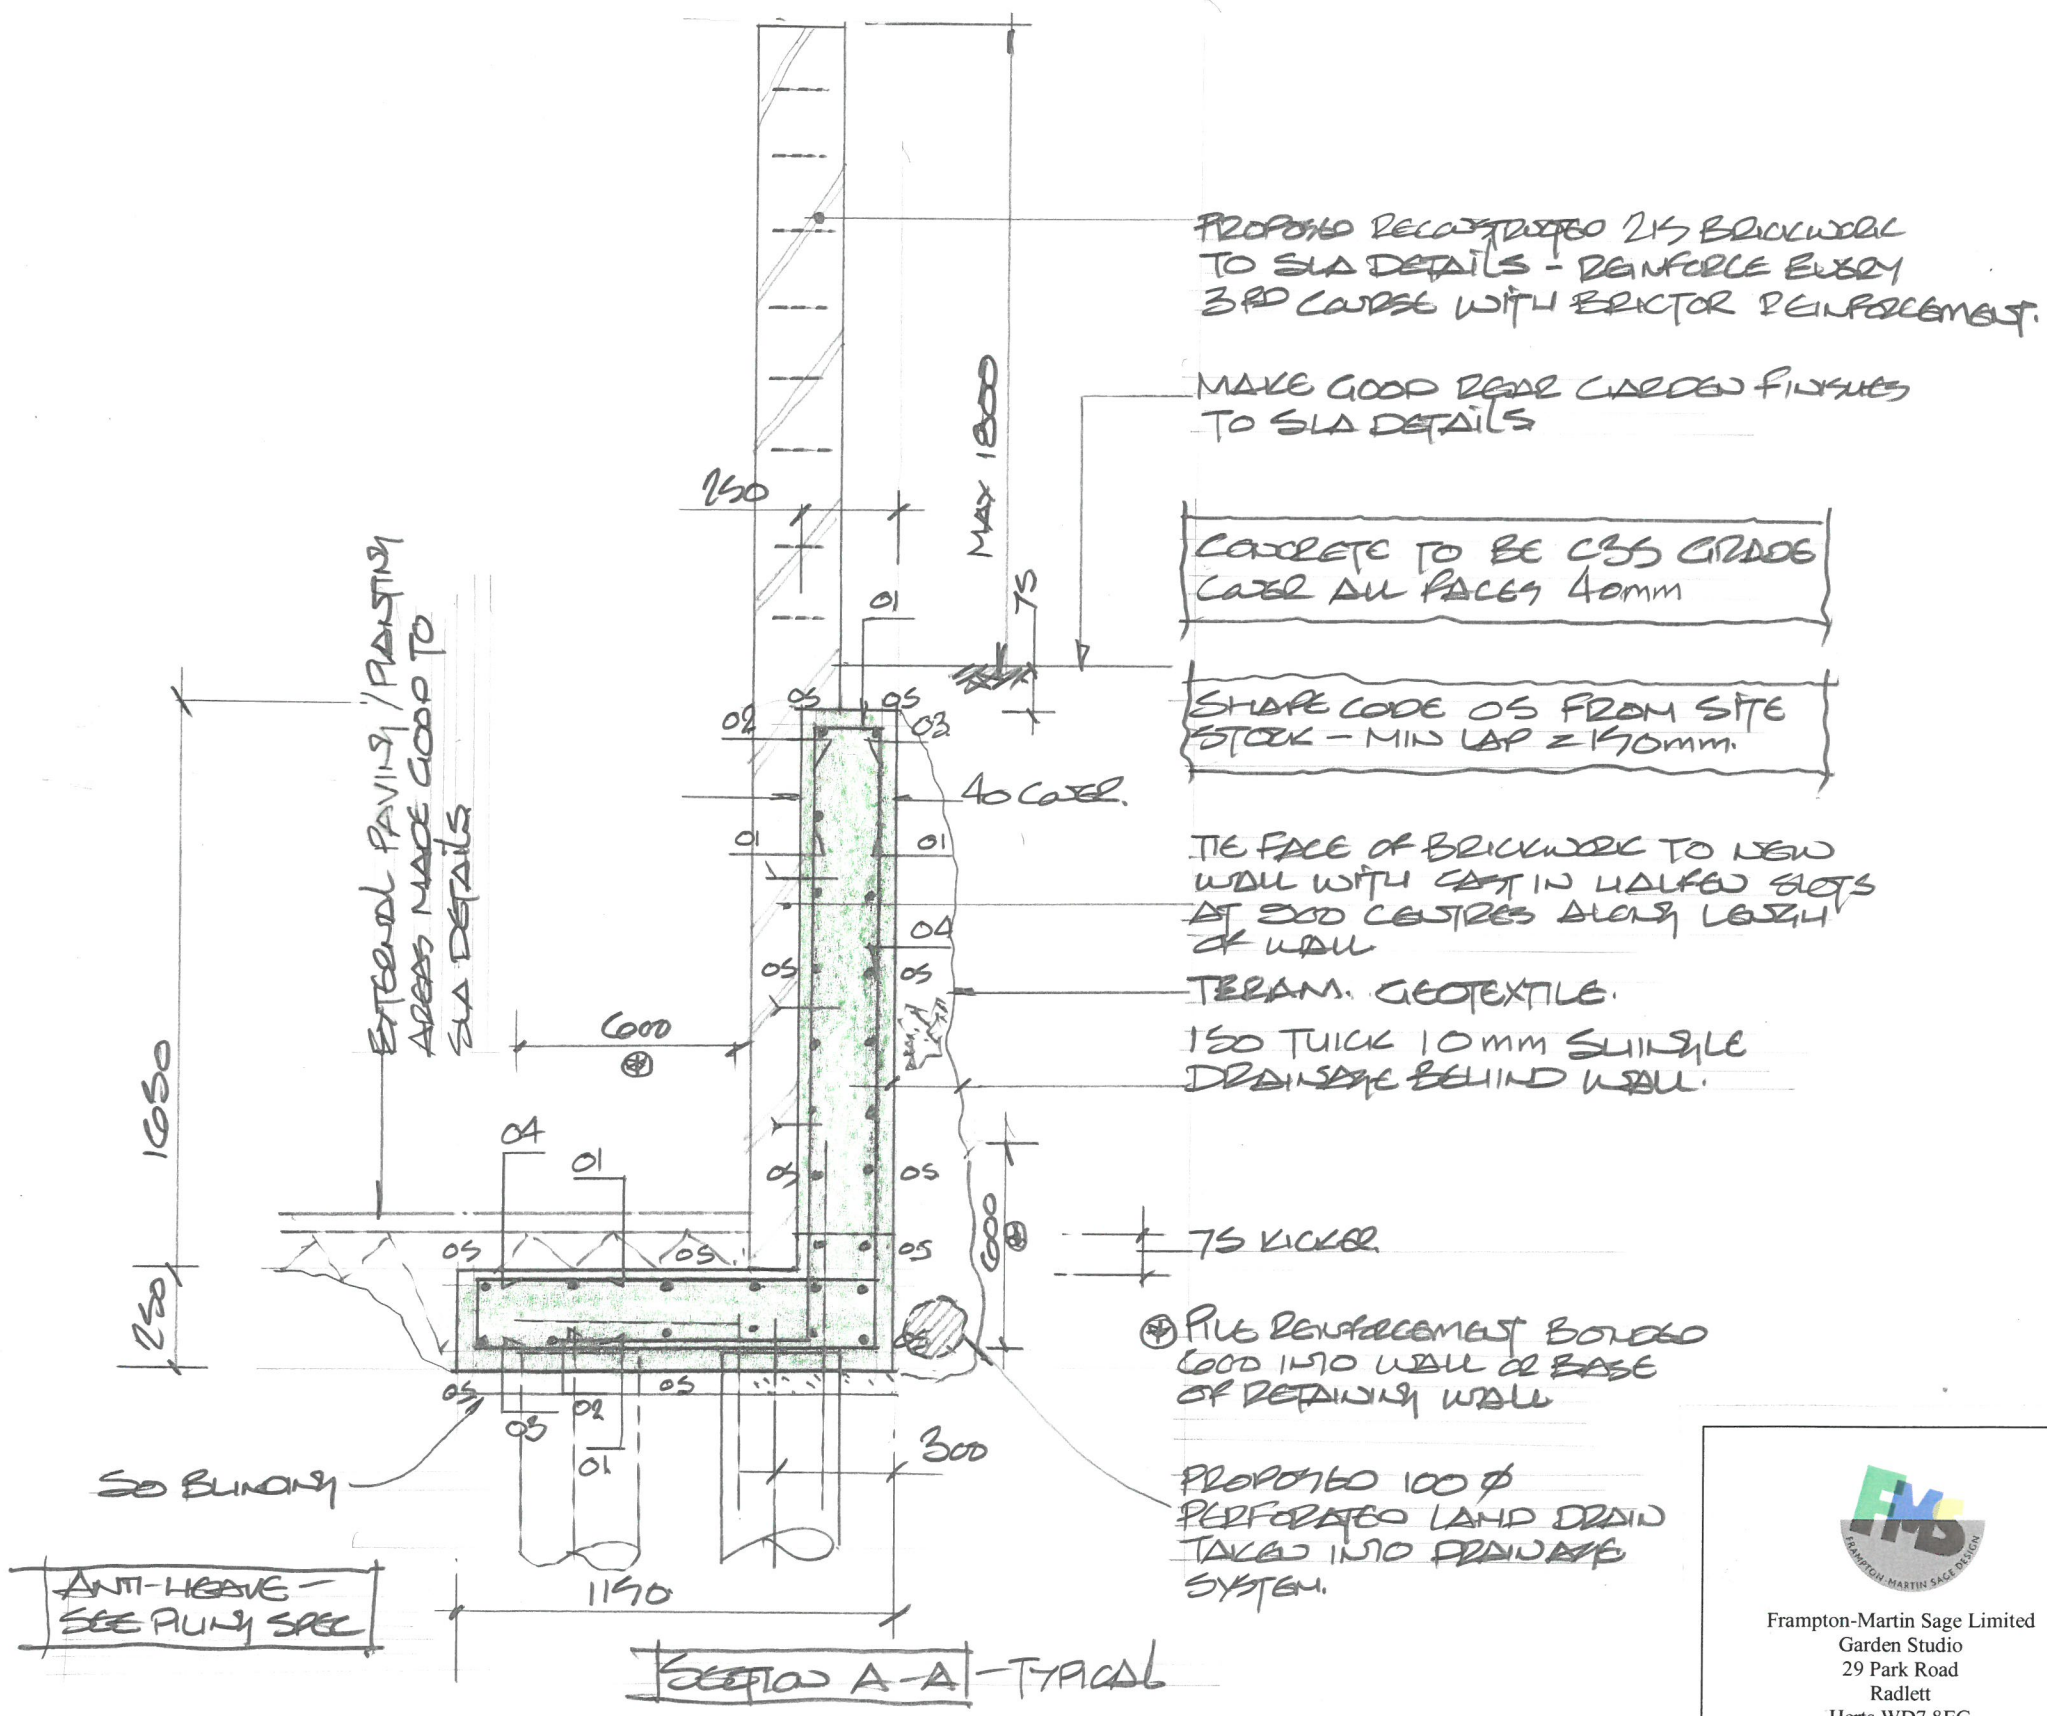 PROPOSED RECONSTRUCTED 215 BRICKWORK
TO SLA DETAILS - REINFORCE EVERY
3RD COURSE WITH BRICTOR REINFORCEMENT.
MAKE GOOD REAR GARDEN FINISHES
TO SLA DETAILS
MAX 1800
250
75
01
CONCRETE TO BE C35 GRADE
COVER ALL FACES 40mm
SHAPE CODE 05 FROM SITE
STOCK - MIN LAP = 150mm.
EXTERNAL PAVING/PLANTING
AREAS MADE GOOD TO
SLA DETAILS
05
05
02
03
40 COVER.
01
01
TIE FACE OF BRICKWORK TO NEW
WALL WITH CAST IN HALFEN SLOTS
AT 900 CENTRES ALONG LENGTH
OF WALL
04
05
05
TERAM. GEOTEXTILE.
600
150 THICK 10mm SHINGLE
DRAINAGE BEHIND WALL.
1650
04
01
05
05
600
75 KICKER
05
05
05
250
PILE REINFORCEMENT BONDED
600 INTO WALL OR BASE
OF RETAINING WALL
05
05
05
03
02
01
300
50 BLINDING
PROPOSED 100 Ø
PERFORATED LAND DRAIN
TAKEN INTO DRAINAGE
SYSTEM.
ANTI-HEAVE -
SEE PILING SPEC
1150
SECTION A-A - TYPICAL
FMS
FRAMPTON-MARTIN SAGE DESIGN
Frampton-Martin Sage Limited
Garden Studio
29 Park Road
Radlett
Herts WD7 8EG